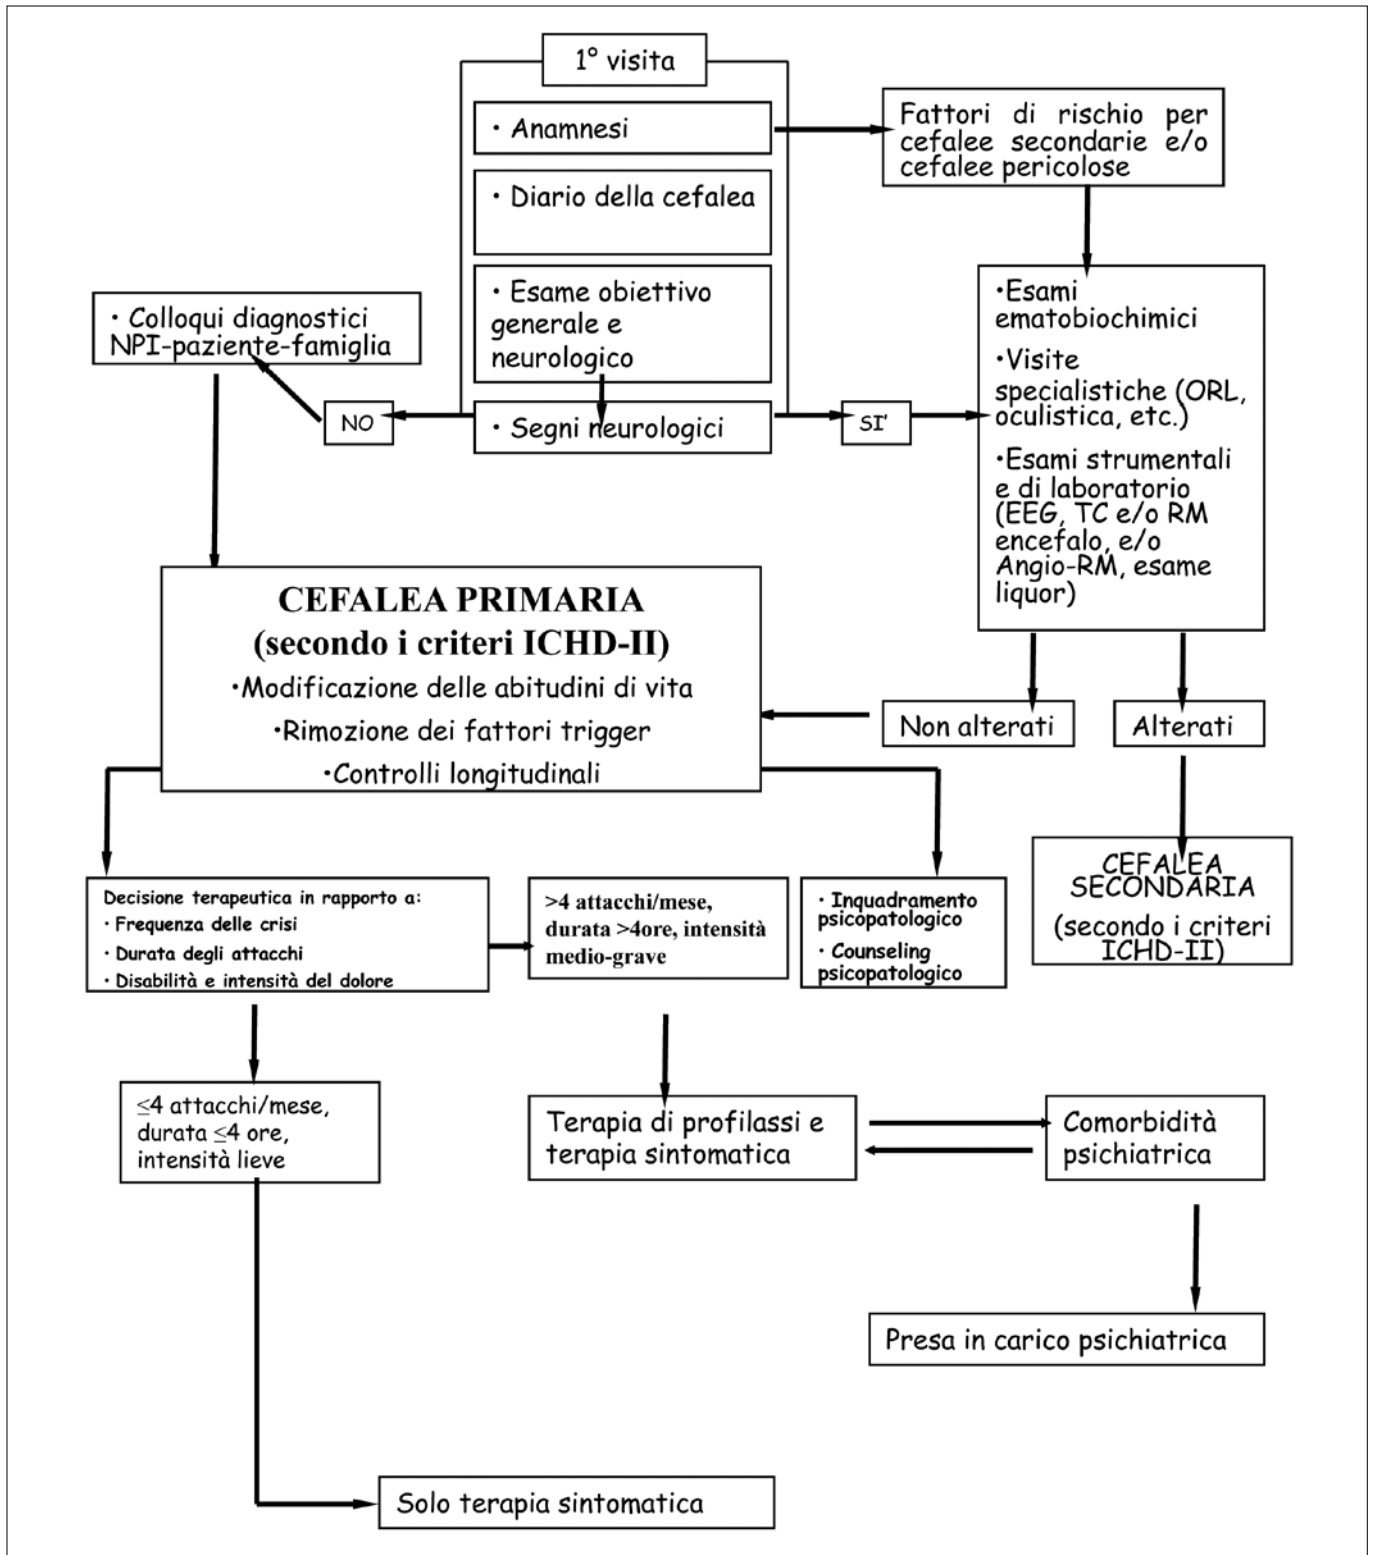 1° visita
· Anamnesi
Fattori di rischio per
cefalee secondarie e/o
cefalee pericolose
· Diario della cefalea
· Esame obiettivo
generale e
neurologico
· Colloqui diagnostici
NPI-paziente-famiglia
NO
· Segni neurologici
SI'
·Esami
ematobiochimici
·Visite
specialistiche (ORL,
oculistica, etc.)
·Esami strumentali
e di laboratorio
(EEG, TC e/o RM
encefalo, e/o
Angio-RM, esame
liquor)
CEFALEA PRIMARIA
(secondo i criteri ICHD-II)
·Modificazione delle abitudini di vita
·Rimozione dei fattori trigger
·Controlli longitudinali
Non alterati
Alterati
CEFALEA
SECONDARIA
(secondo i criteri
ICHD-II)
Decisione terapeutica in rapporto a:
· Frequenza delle crisi
· Durata degli attacchi
· Disabilità e intensità del dolore
>4 attacchi/mese,
durata >4ore, intensità
medio-grave
· Inquadramento
psicopatologico
· Counseling
psicopatologico
≤4 attacchi/mese,
durata ≤4 ore,
intensità lieve
Terapia di profilassi e
terapia sintomatica
Comorbidità
psichiatrica
Presa in carico psichiatrica
Solo terapia sintomatica